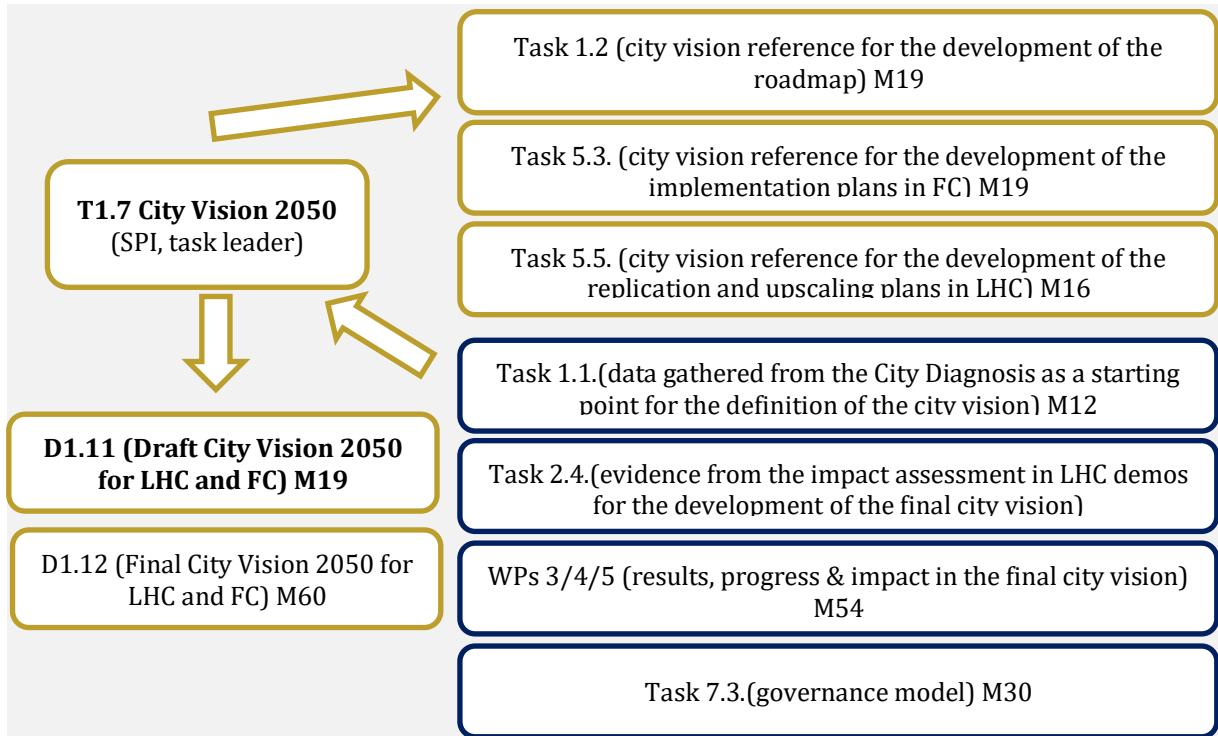 Task 1.2 (city vision reference for the development of the
roadmap) M19
Task 5.3. (city vision reference for the development of the
implementation plans in FC) M19
T1.7 City Vision 2050
(SPI, task leader)
Task 5.5. (city vision reference for the development of the
replication and upscaling plans in LHC) M16
Task 1.1.(data gathered from the City Diagnosis as a starting
point for the definition of the city vision) M12
D1.11 (Draft City Vision 2050
for LHC and FC) M19
Task 2.4.(evidence from the impact assessment in LHC demos
for the development of the final city vision)
D1.12 (Final City Vision 2050 for
LHC and FC) M60
WPs 3/4/5 (results, progress & impact in the final city vision)
M54
Task 7.3.(governance model) M30